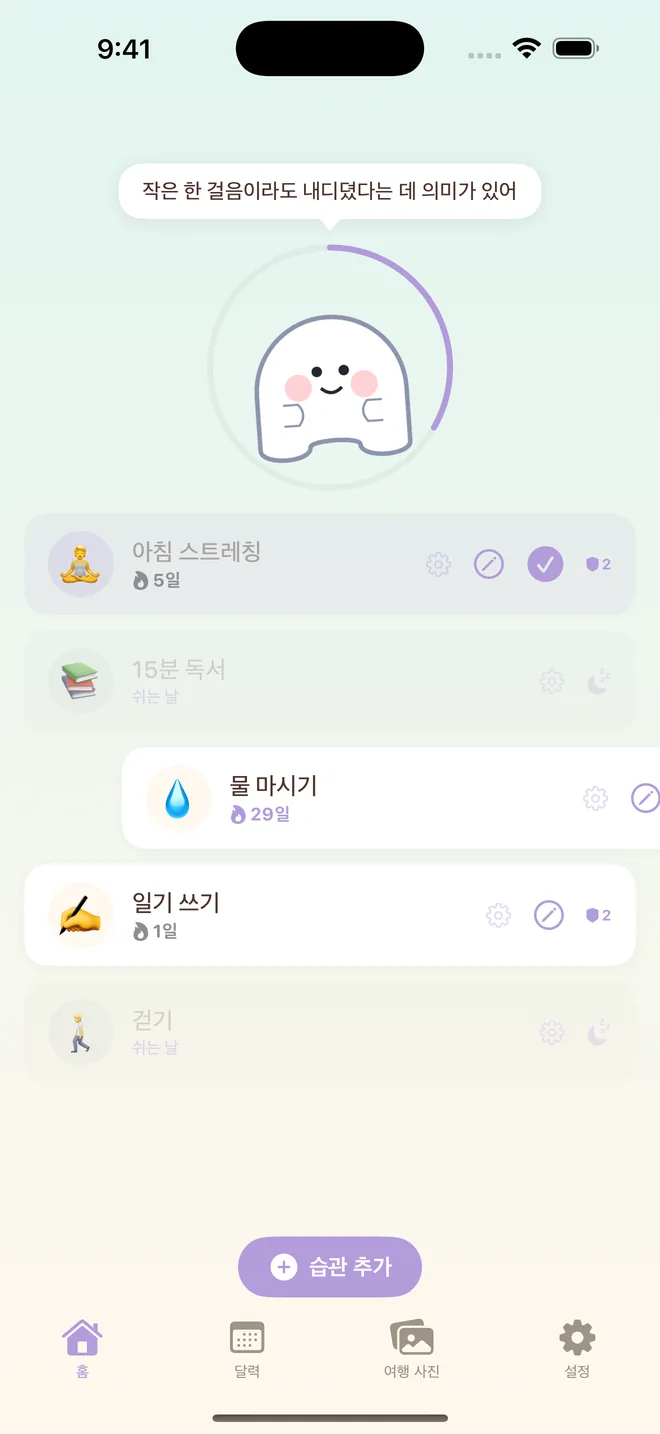 9:41
작은 한 걸음이라도 내디뎠다는 데 의미가 있어
아침 스트레칭
5일
2
15분 독서
쉬는 날
물 마시기
29일
일기 쓰기
1일
2
걷기
쉬는 날
습관 추가
홈
달력
여행 사진
설정